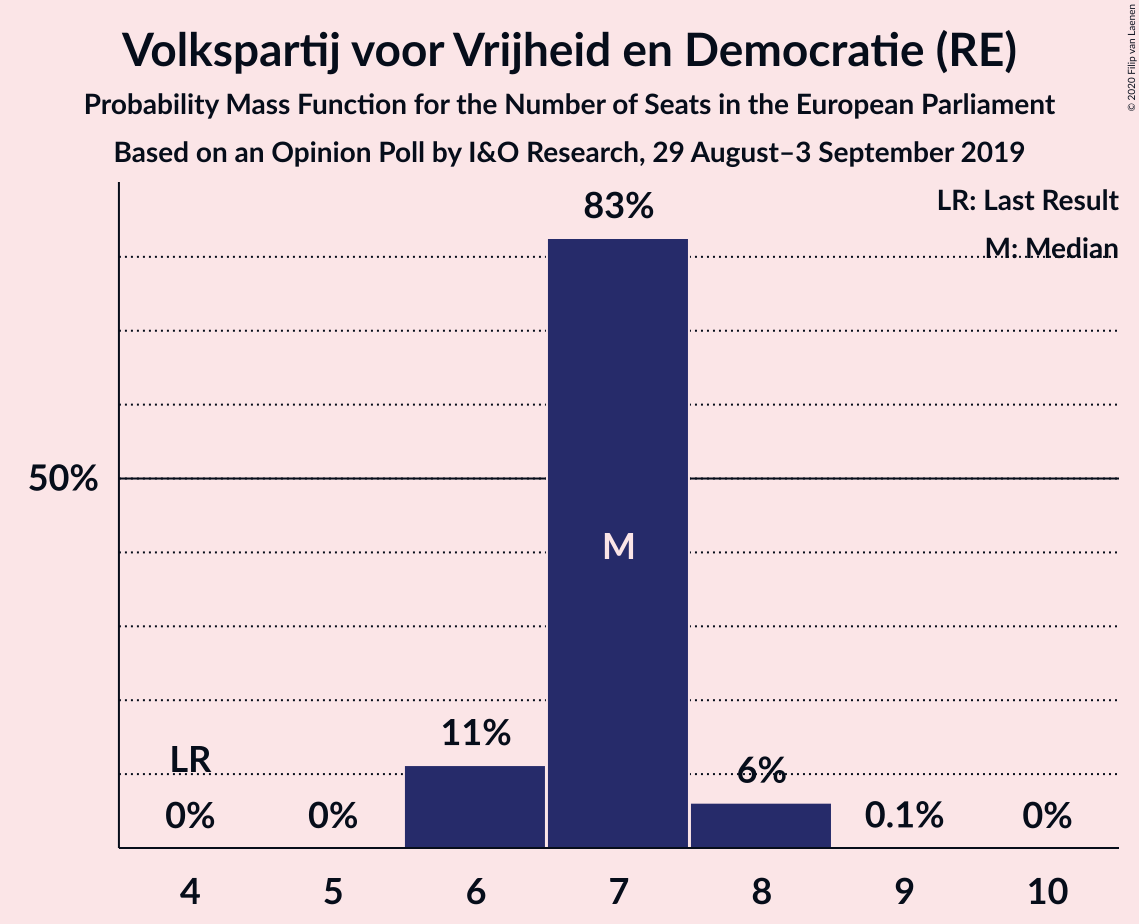 Volkspartij voor Vrijheid en Democratie (RE)
Probability Mass Function for the Number of Seats in the European Parliament
Based on an Opinion Poll by I&O Research, 29 August–3 September 2019
© 2020 Filip van Laenen
LR: Last Result
M: Median
83%
50%
M
11%
LR
6%
0%
0%
0.1%
0%
4
5
6
7
8
9
10